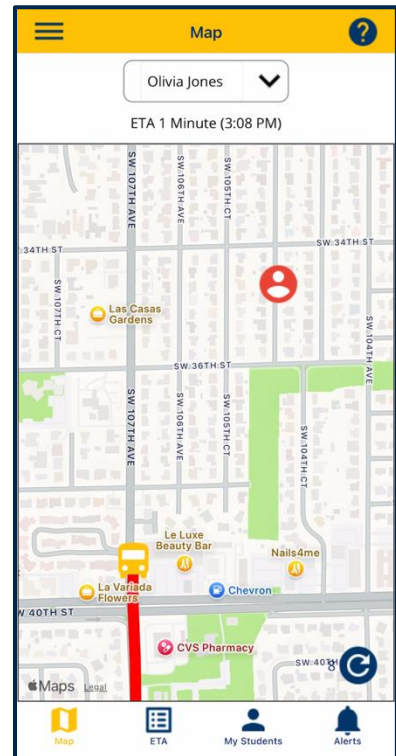 Map
Olivia Jones
ETA 1 Minute (3:08 PM)
SW 107TH AVE
SW 106TH AVE
SW 105TH CT
34TH ST
SW 34TH ST
SW 107TH CT
Las Casas
Gardens
SW 104TH AVE
SW 36TH ST
SW 107TH AVE
SW 106TH AVE
SW 105TH CT
SW 104TH CT
Le Luxe
Beauty Bar
Nails4me
La Variada
Flowers
Chevron
W 40TH ST
CVS Pharmacy
SW 40TH
8
Maps Legal
Map
ETA
My Students
Alerts